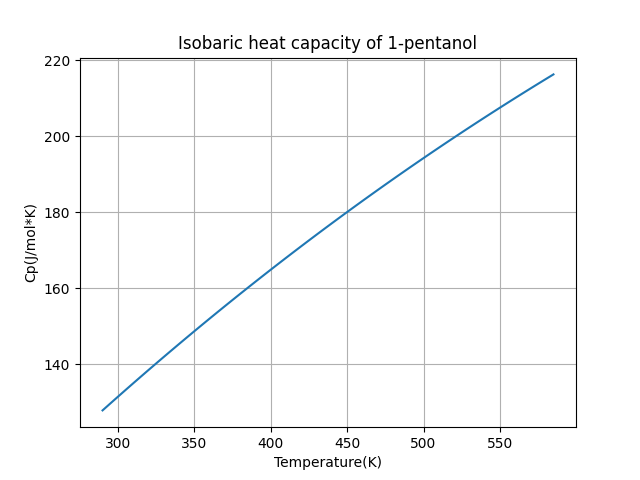 Isobaric heat capacity of 1-pentanol
220
200
180
160
140
Cp(J/mol*K)
300 350 400 450 500 550
Temperature(K)